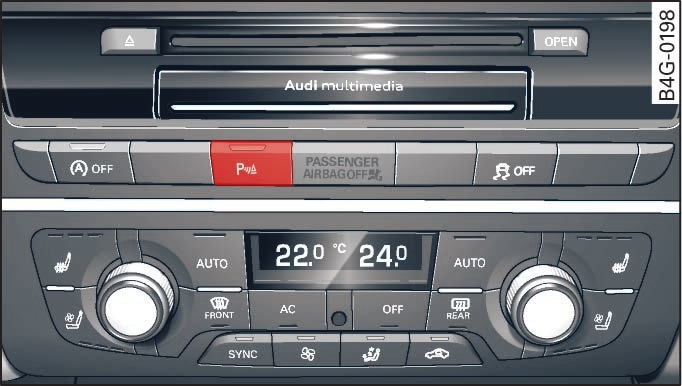 OPEN
Audi multimedia
B4G-0198
A OFF
P
PASSENGER
AIRBAG OFF
OFF
22.0 °C 24.0
AUTO
AUTO
FRONT
AC
OFF
REAR
SYNC